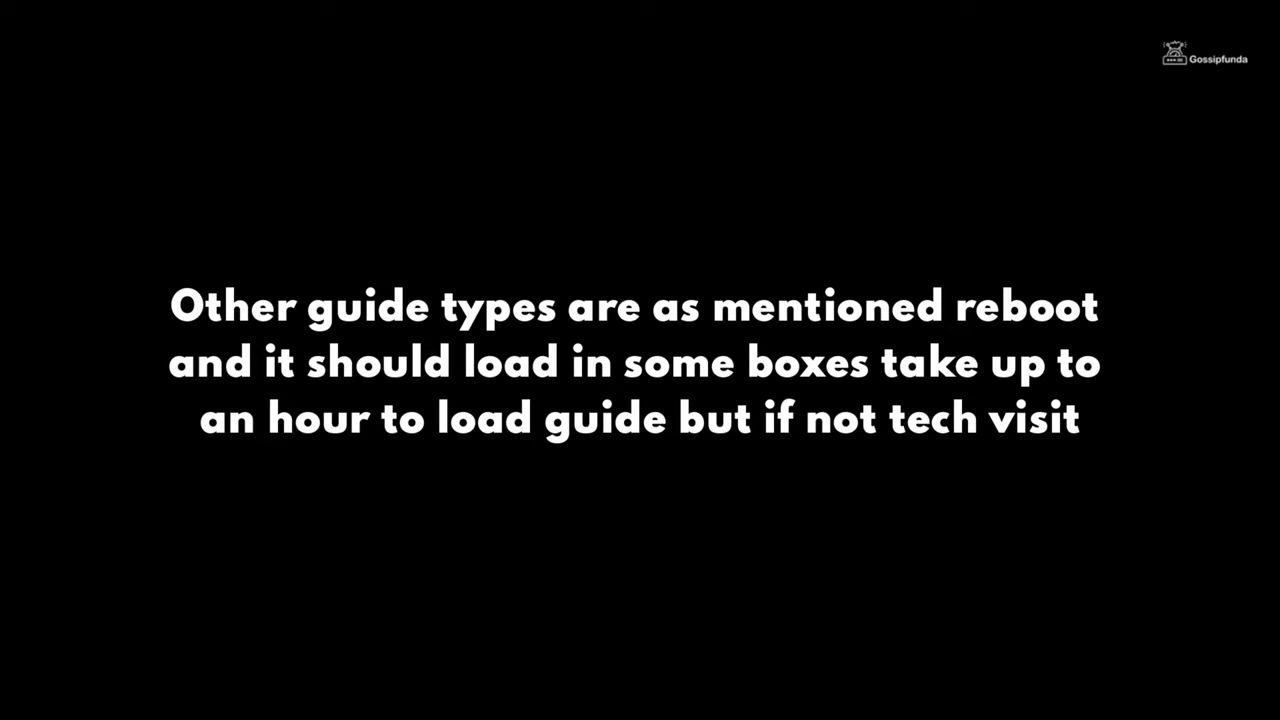 Gossipfunda
Other guide types are as mentioned reboot
and it should load in some boxes take up to
an hour to load guide but if not tech visit